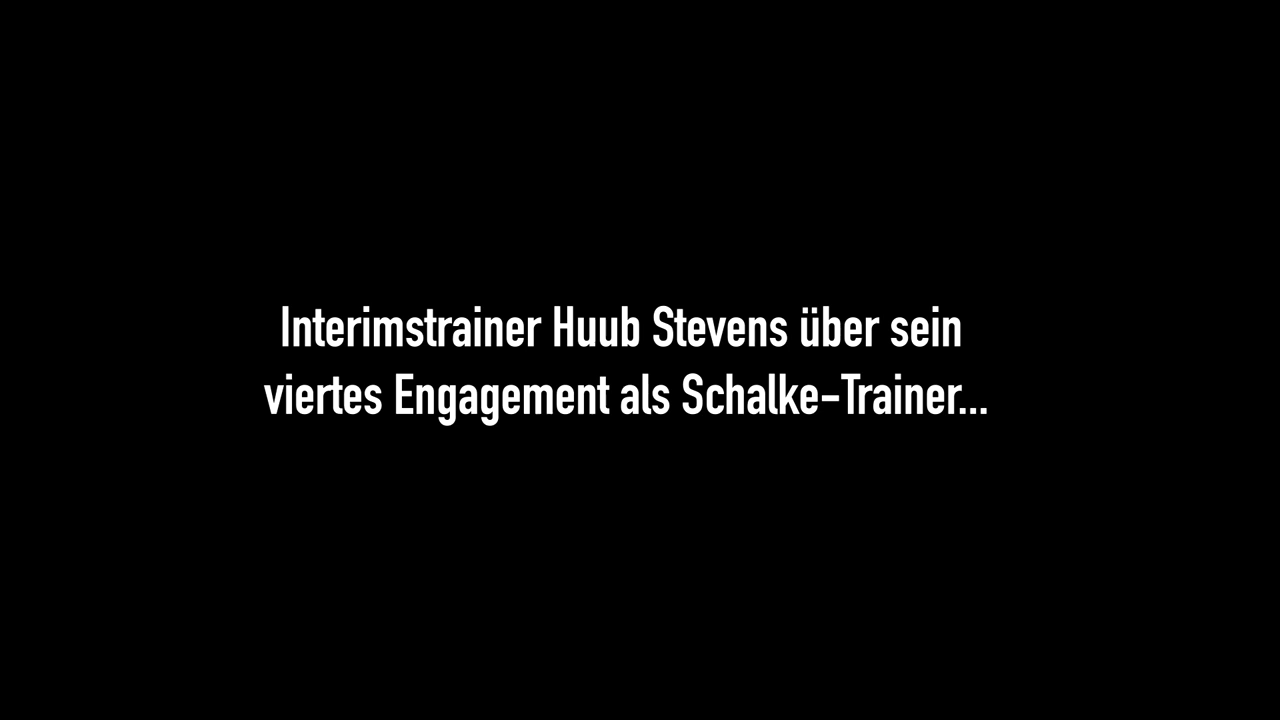 Interimstrainer Huub Stevens über sein
viertes Engagement als Schalke-Trainer...